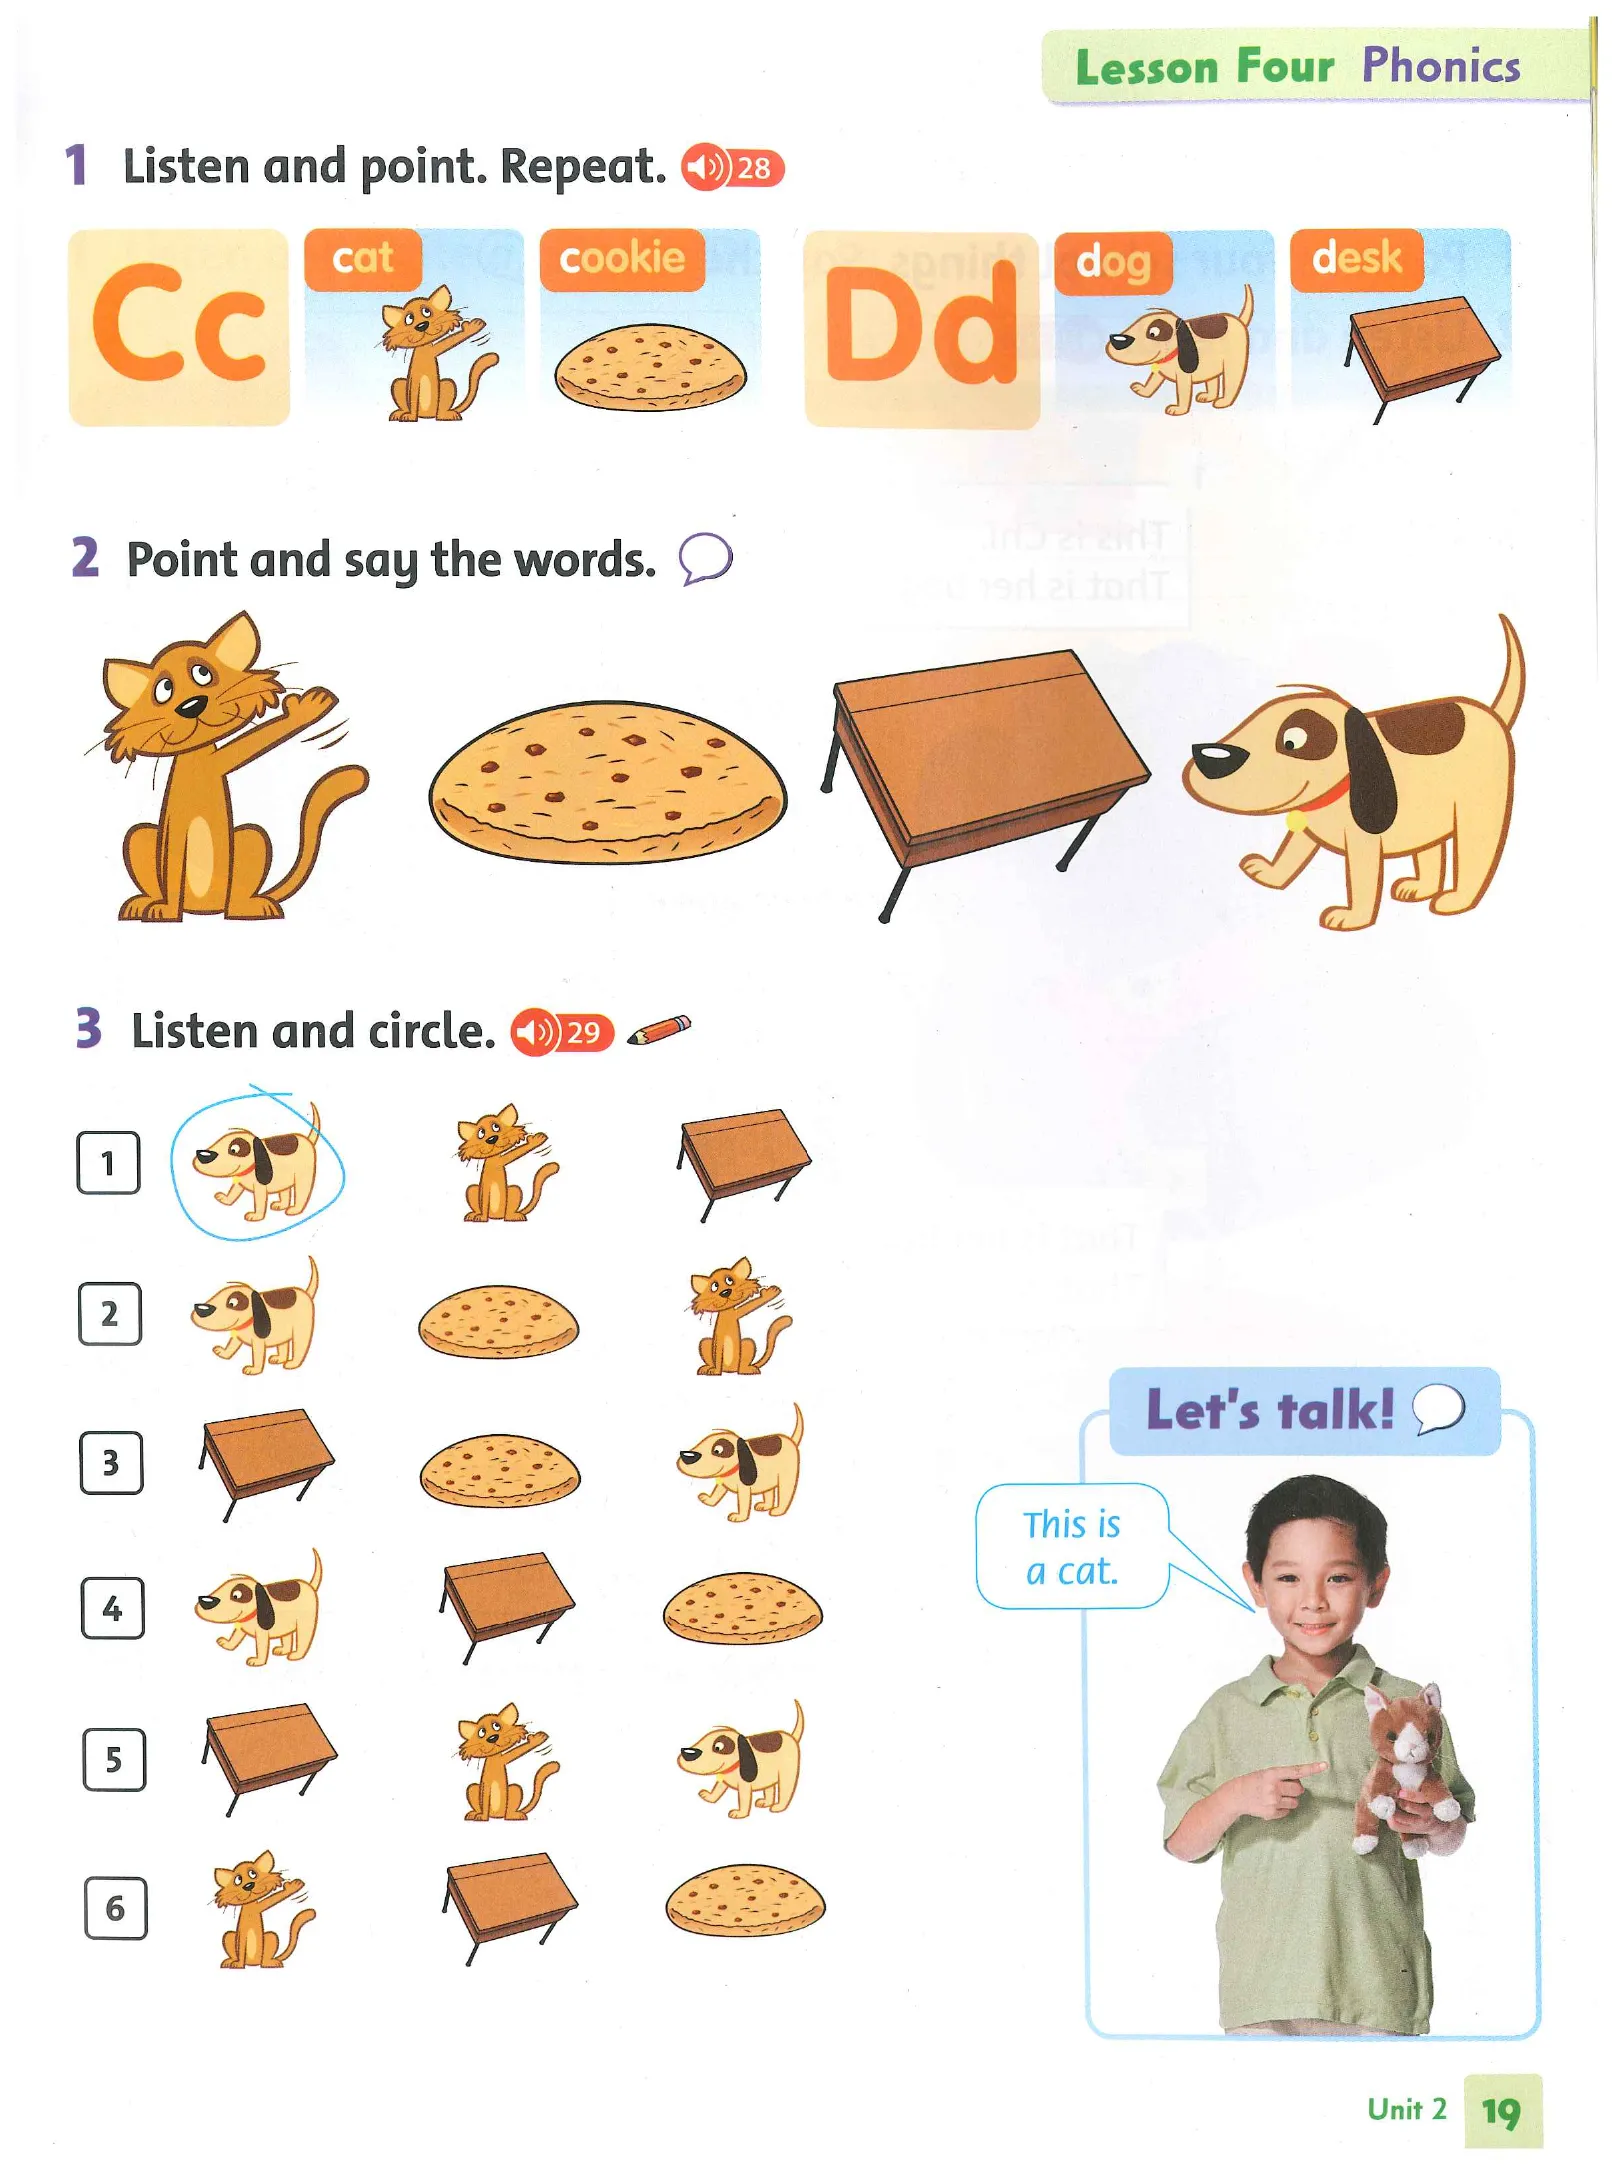 Lesson Four Phonics
1 Listen and point. Repeat. 28
Cc
cat
cookie
Dd
dog
desk
2 Point and say the words.
3 Listen and circle. 29
1
2
3
4
5
6
Let's talk!
This is
a cat.
Unit 2 19